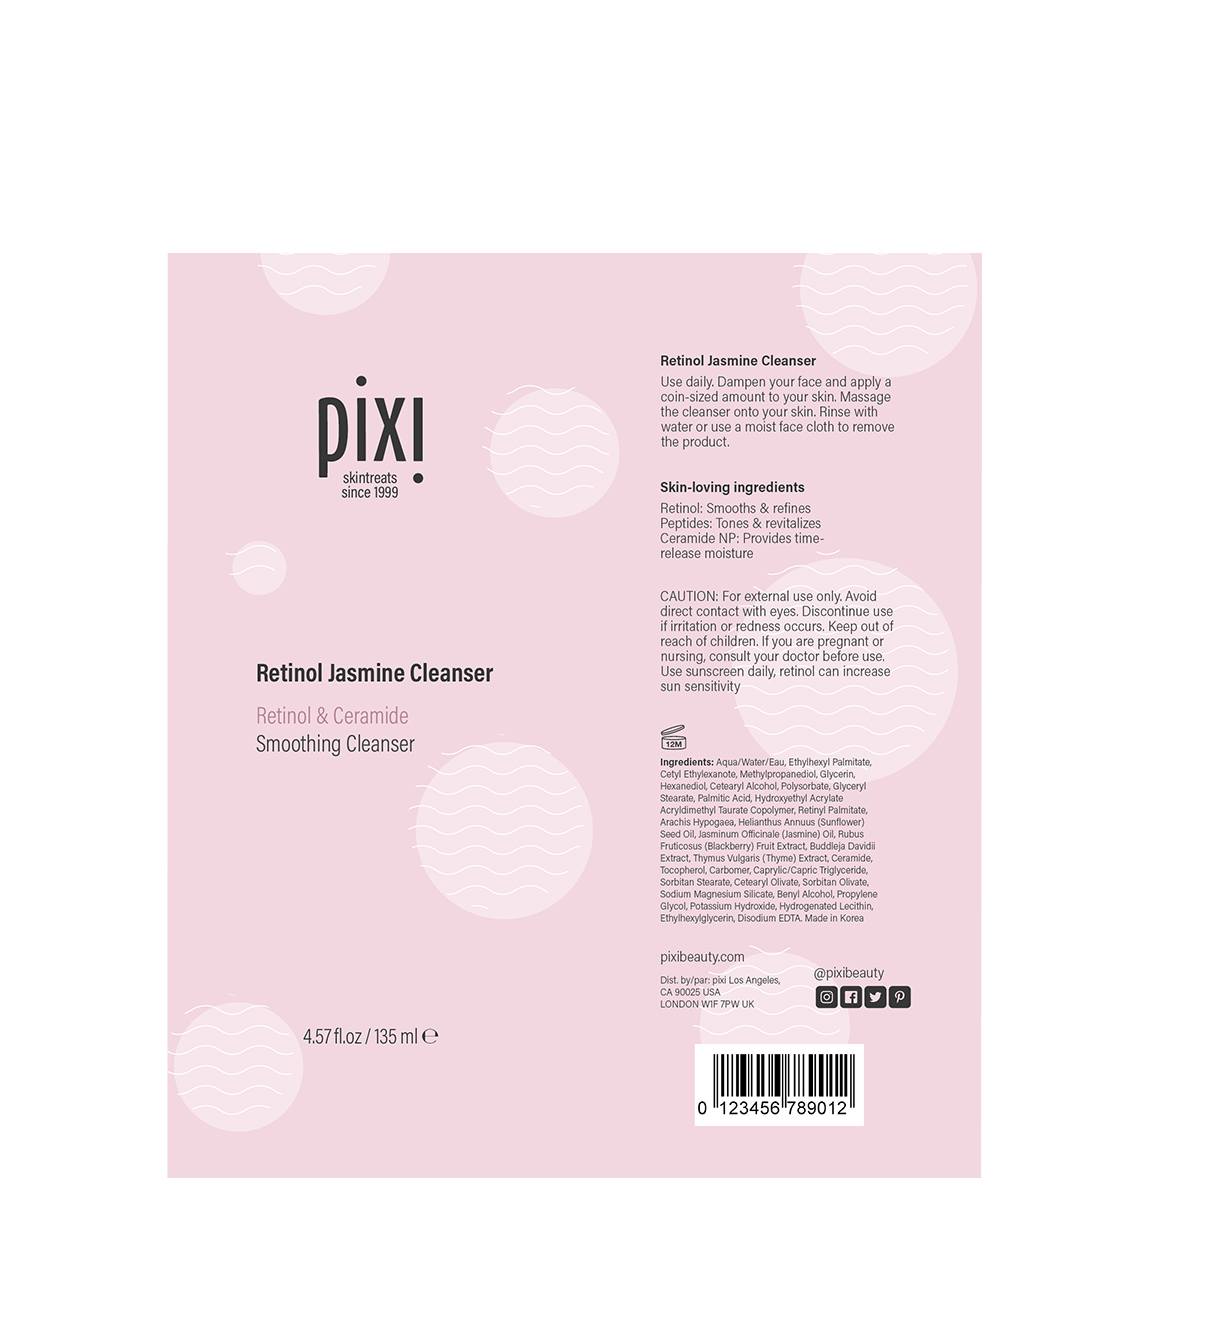 pixi
skintreats
since 1999
Retinol Jasmine Cleanser
Retinol & Ceramide
Smoothing Cleanser
4.57 fl.oz / 135 ml ℮
Retinol Jasmine Cleanser
Use daily. Dampen your face and apply a
coin-sized amount to your skin. Massage
the cleanser onto your skin. Rinse with
water or use a moist face cloth to remove
the product.
Skin-loving ingredients
Retinol: Smooths & refines
Peptides: Tones & revitalizes
Ceramide NP: Provides time-
release moisture
CAUTION: For external use only. Avoid
direct contact with eyes. Discontinue use
if irritation or redness occurs. Keep out of
reach of children. If you are pregnant or
nursing, consult your doctor before use.
Use sunscreen daily, retinol can increase
sun sensitivity
12M
Ingredients: Aqua/Water/Eau, Ethylhexyl Palmitate,
Cetyl Ethylexanote, Methylpropanediol, Glycerin,
Hexanediol, Cetearyl Alcohol, Polysorbate, Glyceryl
Stearate, Palmitic Acid, Hydroxyethyl Acrylate
Acryldimethyl Taurate Copolymer, Retinyl Palmitate,
Arachis Hypogaea, Helianthus Annuus (Sunflower)
Seed Oil, Jasminum Officinale (Jasmine) Oil, Rubus
Fruticosus (Blackberry) Fruit Extract, Buddleja Davidii
Extract, Thymus Vulgaris (Thyme) Extract, Ceramide,
Tocopherol, Carbomer, Caprylic/Capric Triglyceride,
Sorbitan Stearate, Cetearyl Olivate, Sorbitan Olivate,
Sodium Magnesium Silicate, Benyl Alcohol, Propylene
Glycol, Potassium Hydroxide, Hydrogenated Lecithin,
Ethylhexylglycerin, Disodium EDTA. Made in Korea
pixibeauty.com
Dist. by/par: pixi Los Angeles,
CA 90025 USA
LONDON W1F 7PW UK
@pixibeauty
0 123456 789012